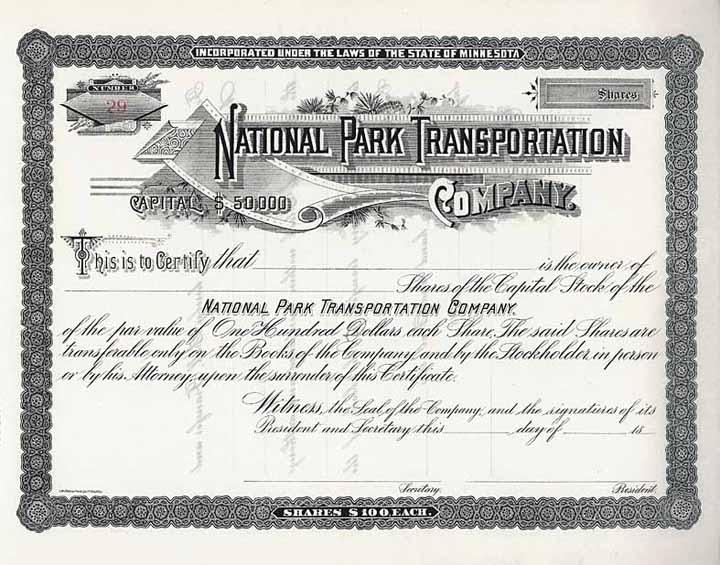 INCORPORATED UNDER THE LAWS OF THE STATE OF MINNESOTA
NUMBER
29
Shares
NATIONAL PARK TRANSPORTATION
COMPANY.
CAPITAL, $50,000
This is to Certify that is the owner of
Shares of the Capital Stock of the
NATIONAL PARK TRANSPORTATION COMPANY.
of the par value of One Hundred Dollars each Share. The said Shares are
transferable only on the Books of the Company and by the Stockholder in person
or by his Attorney, upon the surrender of this Certificate.
Witness, the Seal of the Company, and the signatures of its
President and Secretary this day of 18
Secretary. President.
SHARES $100 EACH.